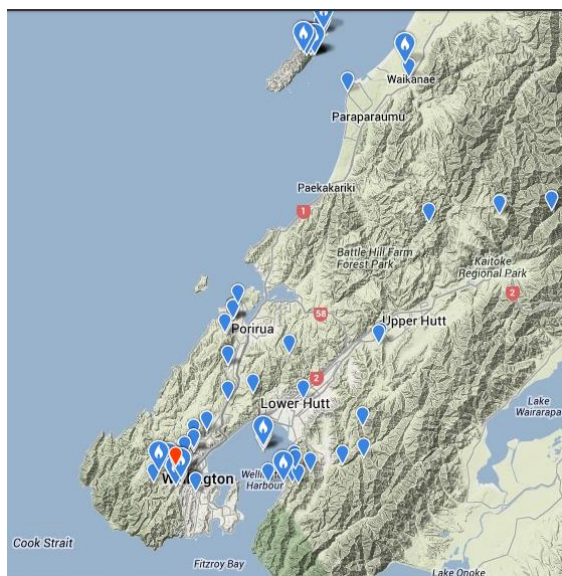 Waikanae
Paraparaumu
Paekakariki
1
Battle Hill Farm
Forest Park
Kaitoke
Regional Park
2
58
Porirua
Upper Hutt
2
Lower Hutt
Lake
Wairarapa
Wellington
Harbour
Cook Strait
Fitzroy Bay
Lake Onoke